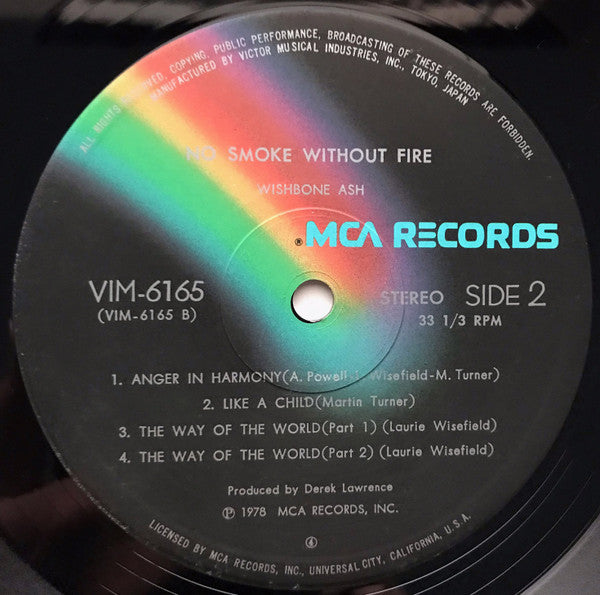 ALL RIGHTS RESERVED. COPYING, PUBLIC PERFORMANCE, BROADCASTING OF THESE RECORDS ARE FORBIDDEN.
MANUFACTURED BY VICTOR MUSICAL INDUSTRIES, INC., TOKYO, JAPAN
NO SMOKE WITHOUT FIRE
WISHBONE ASH
® MCA RECORDS
VIM-6165
(VIM-6165 B)
STEREO SIDE 2
33 1/3 RPM
1. ANGER IN HARMONY(A. Powell- Wisefield-M. Turner)
2. LIKE A CHILD(Martin Turner)
3. THE WAY OF THE WORLD(Part 1) (Laurie Wisefield)
4. THE WAY OF THE WORLD(Part 2) (Laurie Wisefield)
Produced by Derek Lawrence
℗ 1978 MCA RECORDS, INC.
LICENSED BY MCA RECORDS, INC., UNIVERSAL CITY, CALIFORNIA, U.S.A.